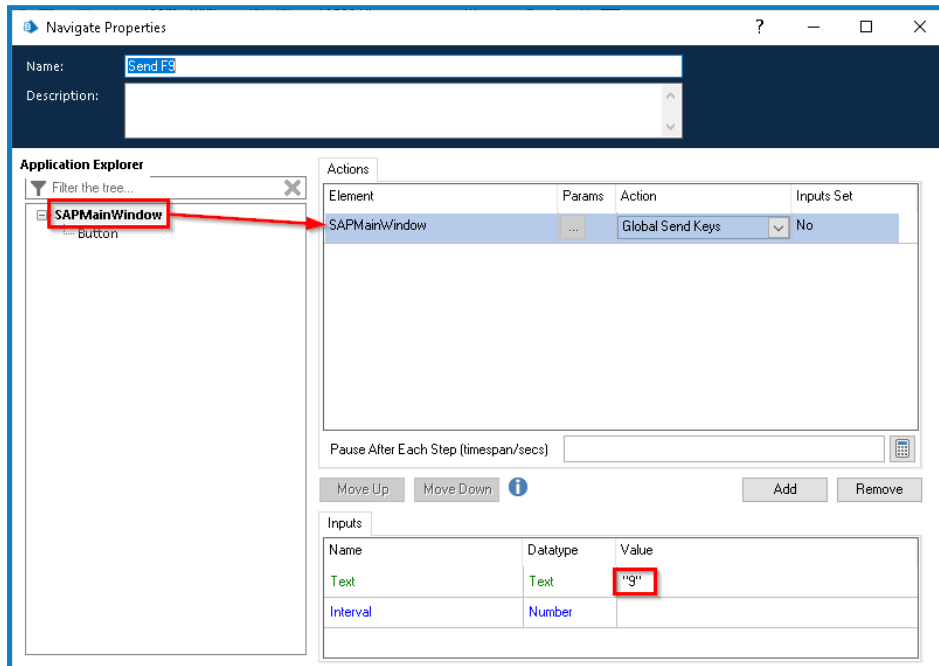 Navigate Properties
?
Name:
Send F9
Description:
Application Explorer
Filter the tree...
SAPMainWindow
Button
Actions
Element Params Action Inputs Set
SAPMainWindow ... Global Send Keys No
Pause After Each Step (timespan/secs)
Move Up Move Down i Add Remove
Inputs
Name Datatype Value
Text Text "9"
Interval Number